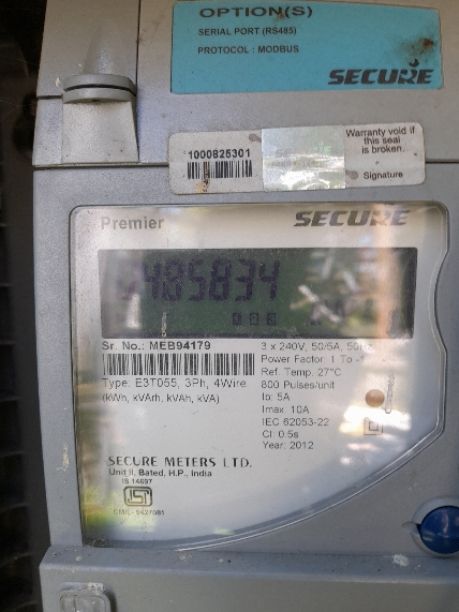 OPTION(S)
SERIAL PORT (RS485)
PROTOCOL : MODBUS
SECURE
1000825301
Warranty void if
this seal
is broken.
Signature
Premier
SECURE
485834
Sr. No.: MEB94179
3 x 240V, 50/5A, 50Hz
Power Factor: 1 To -1
Ref. Temp. 27°C
Type: E3T055, 3Ph, 4Wire
800 Pulses/unit
(kWh, kVArh, kVAh, kVA)
Ib: 5A
Imax: 10A
IEC 62053-22
Cl: 0.5s
Year: 2012
SECURE METERS LTD.
Unit II, Bated, H.P., India
IS 14697